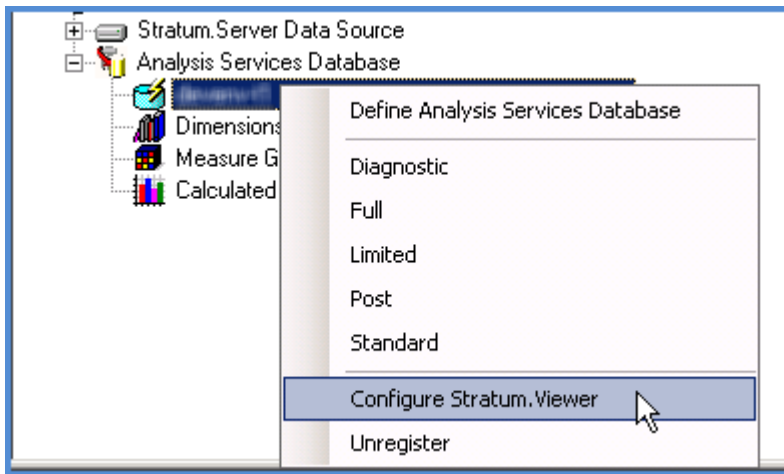 Stratum.Server Data Source
Analysis Services Database
Define Analysis Services Database
Dimensions
Diagnostic
Measure G
Full
Calculated
Limited
Post
Standard
Configure Stratum.Viewer
Unregister